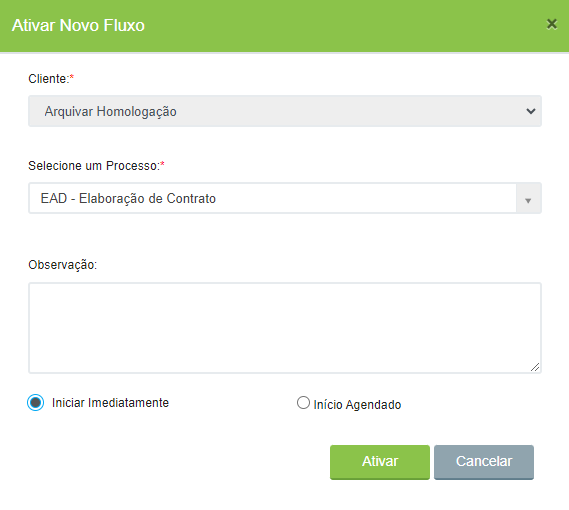 Ativar Novo Fluxo
Cliente:*
Arquivar Homologação
Selecione um Processo:*
EAD - Elaboração de Contrato
Observação:
Iniciar Imediatamente
Início Agendado
Ativar
Cancelar